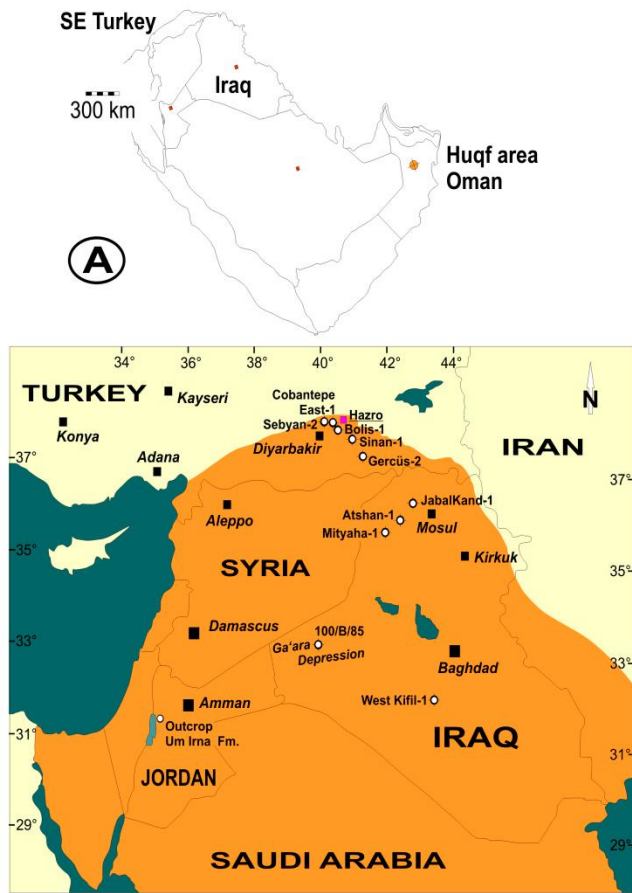 SE Turkey
Iraq
300 km
Huqf area
Oman
A
34° 36° 38° 40° 42° 44°
TURKEY
Kayseri
Cobantepe
East-1
Hazro
N
Konya
Sebyan-2
Bolis-1
IRAN
Adana
Diyarbakir
Sinan-1
37°
Gercüs-2
37°
JabalKand-1
Aleppo
Atshan-1
Mosul
Mityaha-1
35°
Kirkuk
35°
SYRIA
Damascus
100/B/85
33°
Ga'ara
Depression
Baghdad
33°
Amman
West Kifil-1
Outcrop
Um Irna Fm.
31°
IRAQ
31°
JORDAN
29°
29°
SAUDI ARABIA